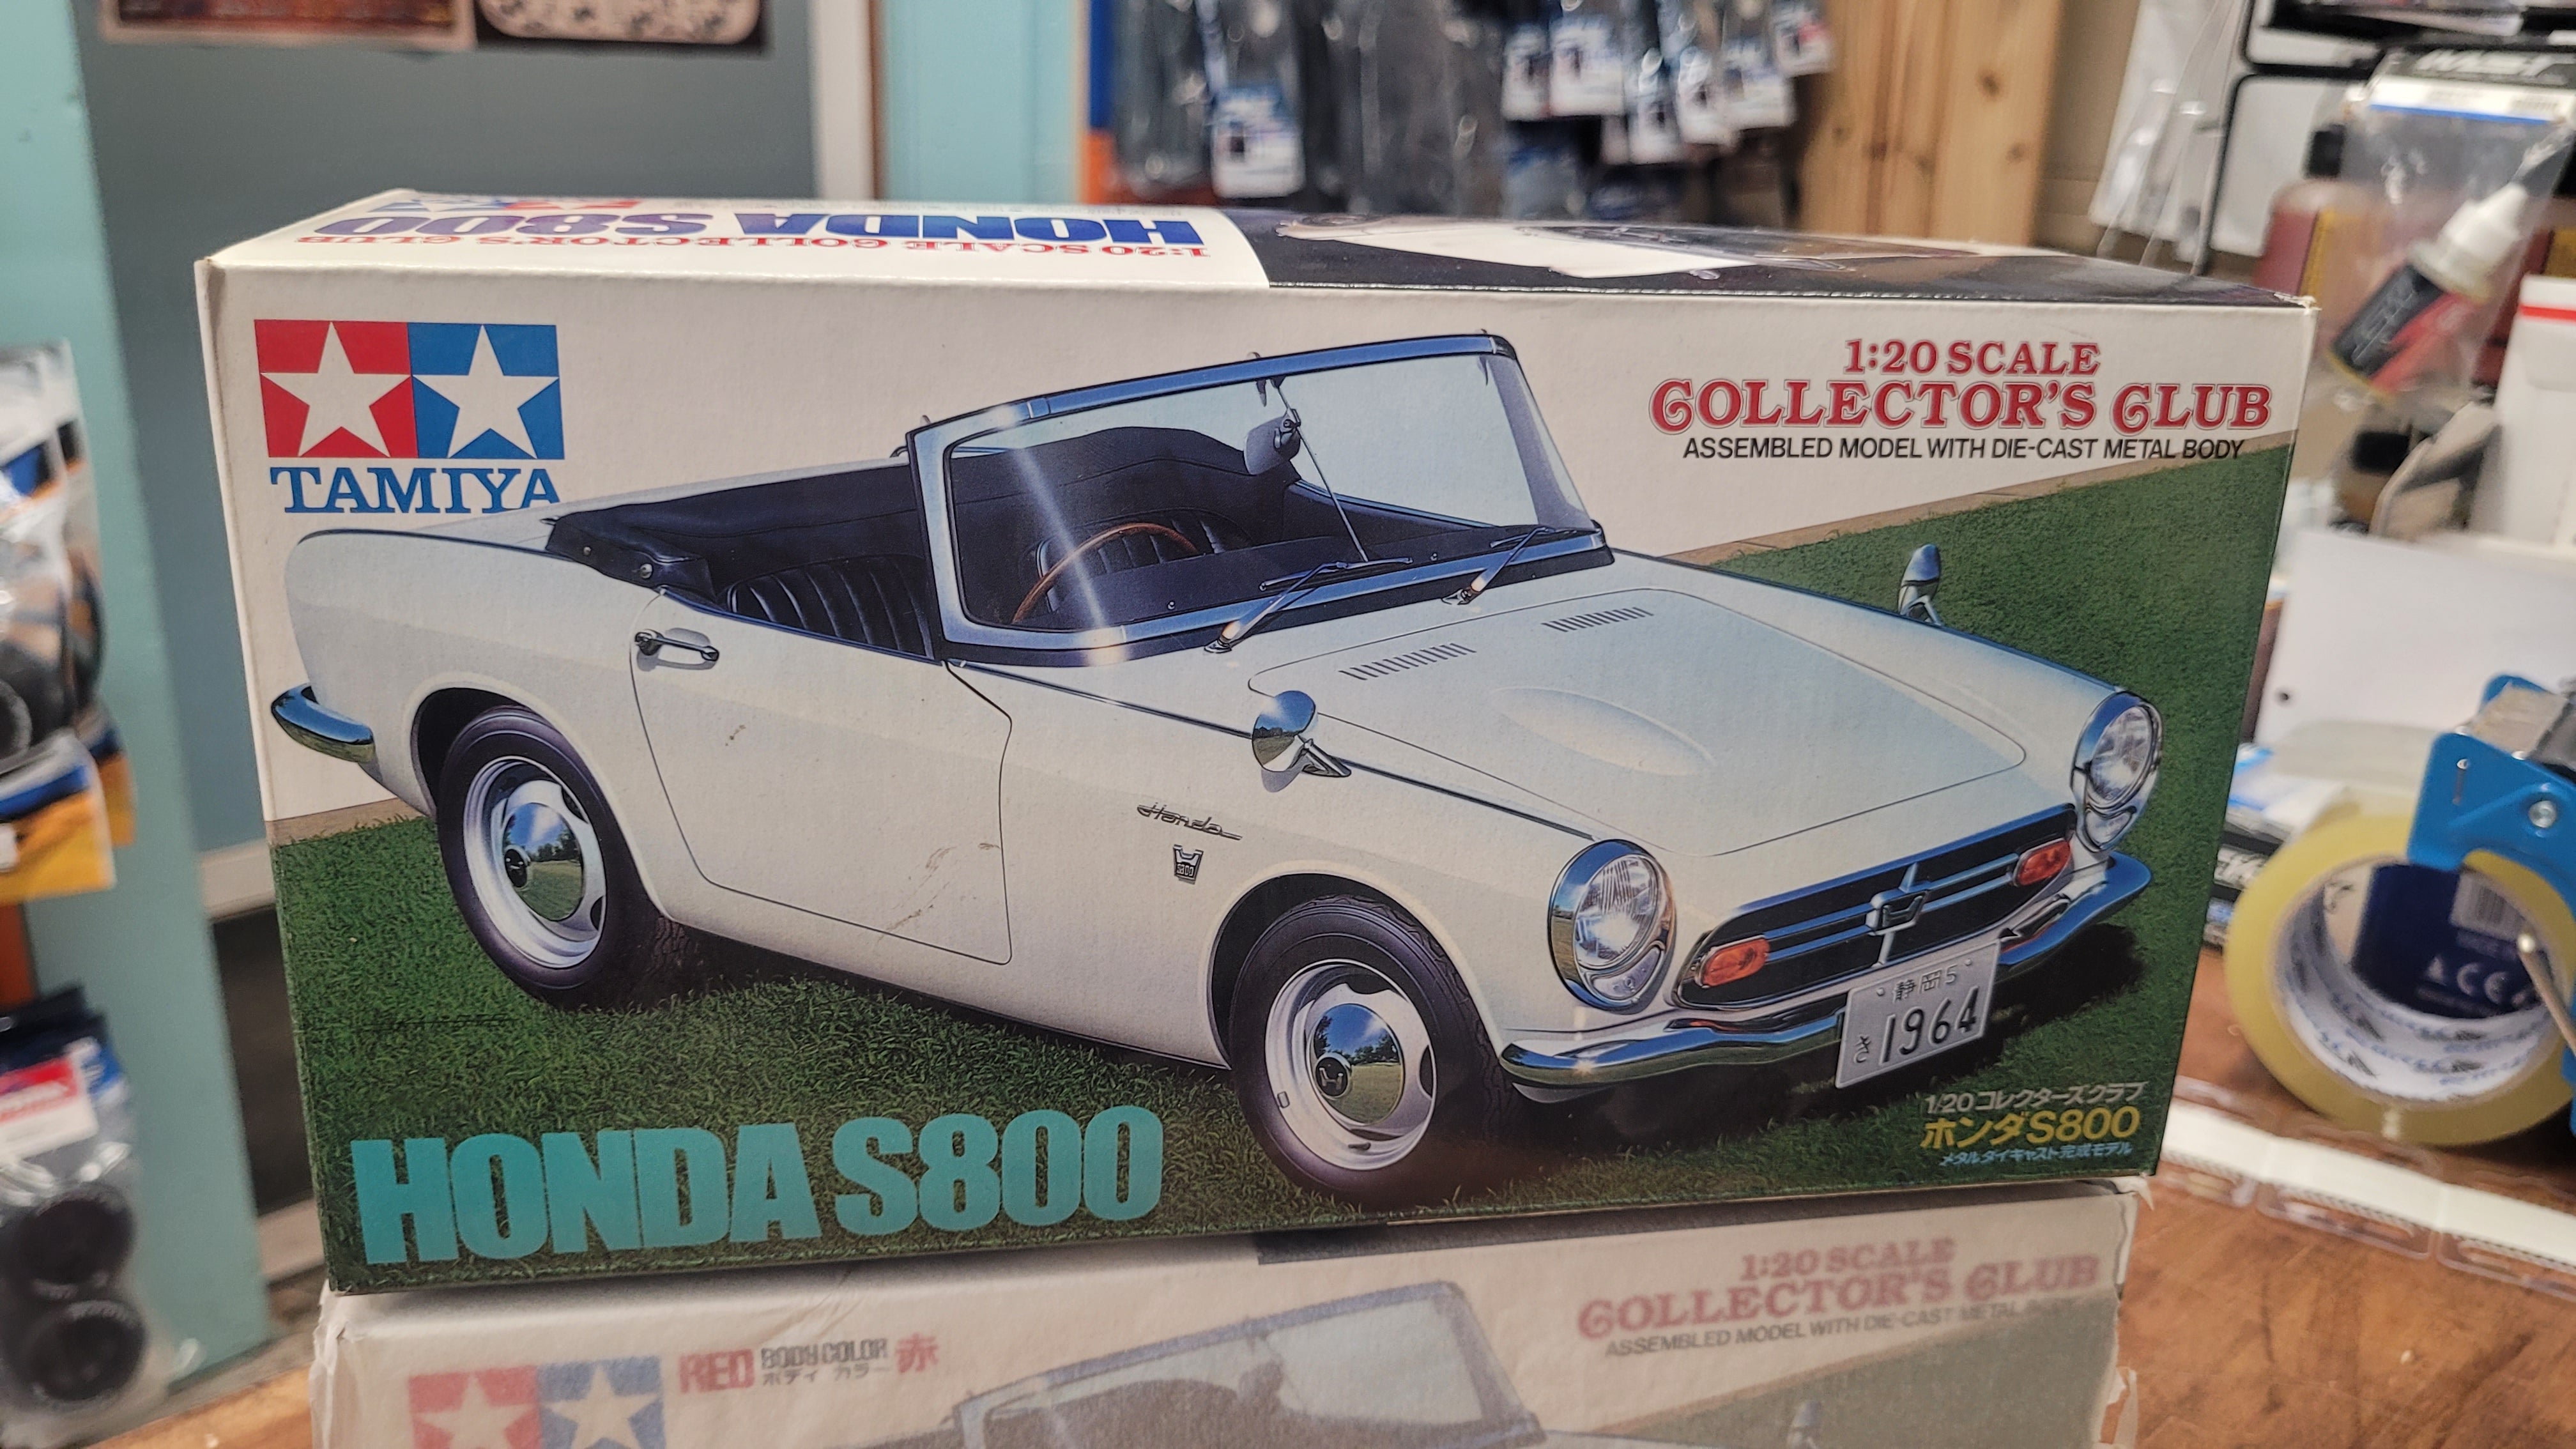 1:20 SCALE COLLECTOR'S CLUB
HONDA S800
TAMIYA
1:20 SCALE
COLLECTOR'S CLUB
ASSEMBLED MODEL WITH DIE-CAST METAL BODY
Honda
S800
静岡5
さ 1964
HONDA S800
1/20 コレクターズクラブ
ホンダS800
メタルダイキャスト完成モデル
1:20 SCALE
COLLECTOR'S CLUB
ASSEMBLED MODEL WITH DIE-CAST METAL BODY
RED BODY COLOR 赤
ボディカラー